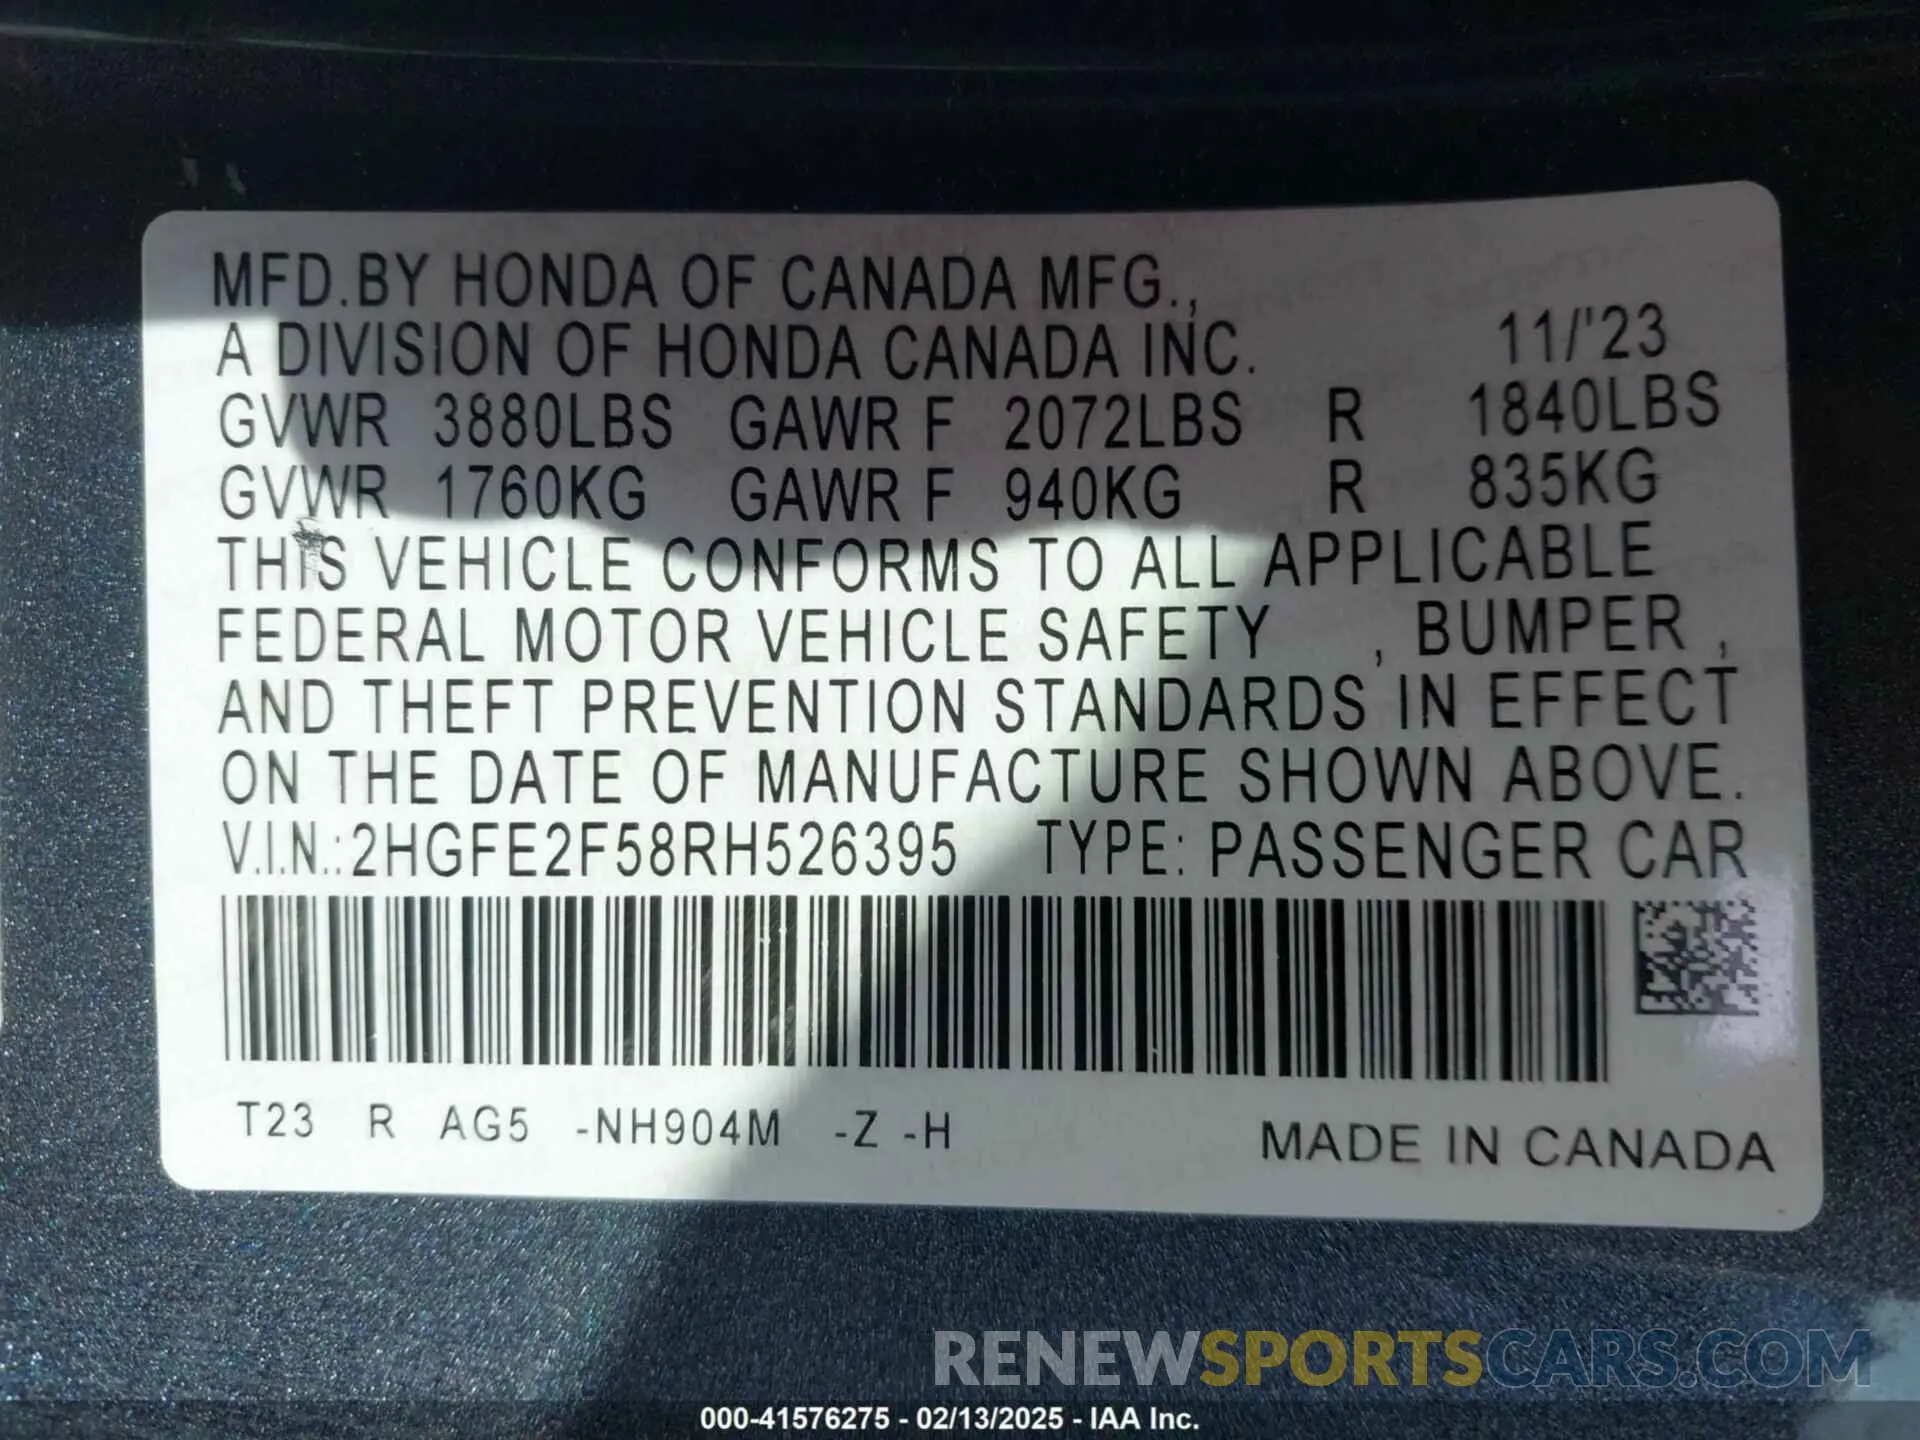 MFD.BY HONDA OF CANADA MFG.,
A DIVISION OF HONDA CANADA INC. 11/'23
GVWR 3880LBS GAWR F 2072LBS R 1840LBS
GVWR 1760KG GAWR F 940KG R 835KG
THIS VEHICLE CONFORMS TO ALL APPLICABLE
FEDERAL MOTOR VEHICLE SAFETY , BUMPER ,
AND THEFT PREVENTION STANDARDS IN EFFECT
ON THE DATE OF MANUFACTURE SHOWN ABOVE.
V.I.N.:2HGFE2F58RH526395 TYPE: PASSENGER CAR
T23 R AG5 -NH904M -Z -H MADE IN CANADA
RENEWSPORTSCARS.COM
000-41576275 - 02/13/2025 - IAA Inc.